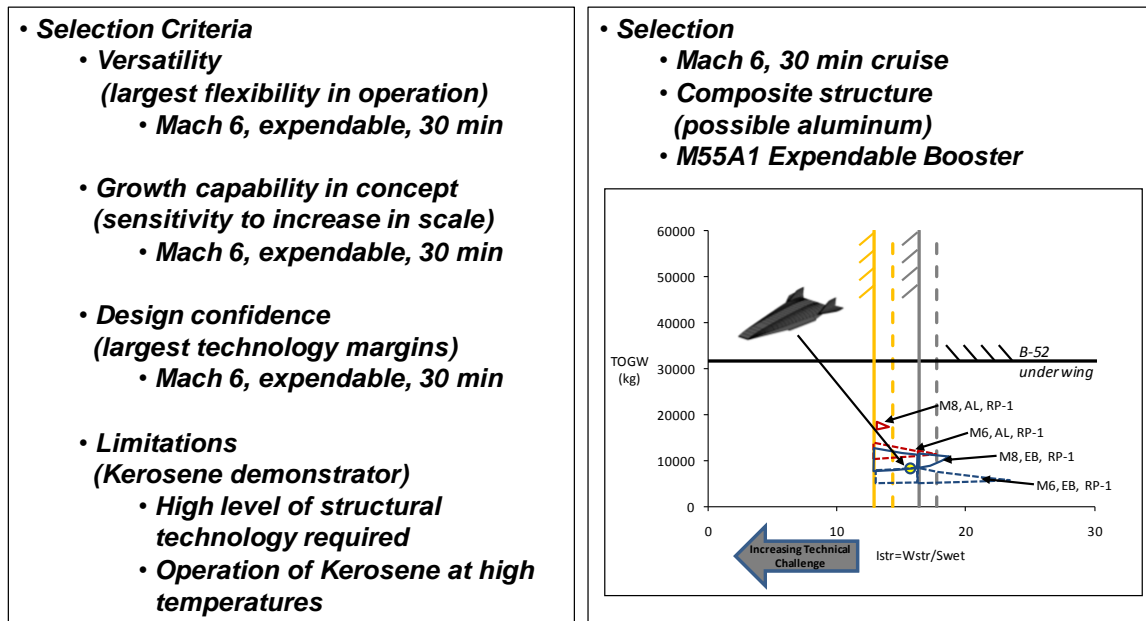 • Selection Criteria
• Versatility
(largest flexibility in operation)
• Mach 6, expendable, 30 min
• Growth capability in concept
(sensitivity to increase in scale)
• Mach 6, expendable, 30 min
• Design confidence
(largest technology margins)
• Mach 6, expendable, 30 min
• Limitations
(Kerosene demonstrator)
• High level of structural
technology required
• Operation of Kerosene at high
temperatures
• Selection
• Mach 6, 30 min cruise
• Composite structure
(possible aluminum)
• M55A1 Expendable Booster
60000
50000
40000
TOGW
(kg)
30000
20000
10000
0
B-52
under wing
M8, AL, RP-1
M6, AL, RP-1
M8, EB, RP-1
M6, EB, RP-1
0 10 20 30
Increasing Technical
Challenge
Istr=Wstr/Swet